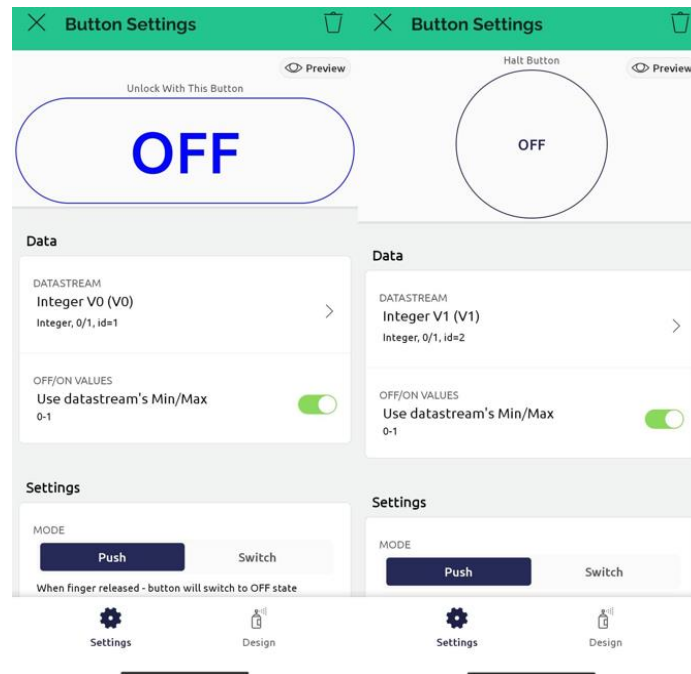 Button Settings
Preview
Unlock With This Button
OFF
Data
DATASTREAM
Integer V0 (V0)
Integer, 0/1, id=1
OFF/ON VALUES
Use datastream's Min/Max
0-1
Settings
MODE
Push Switch
When finger released - button will switch to OFF state
Settings Design
Button Settings
Halt Button
Preview
OFF
Data
DATASTREAM
Integer V1 (V1)
Integer, 0/1, id=2
OFF/ON VALUES
Use datastream's Min/Max
0-1
Settings
MODE
Push Switch
Settings Design